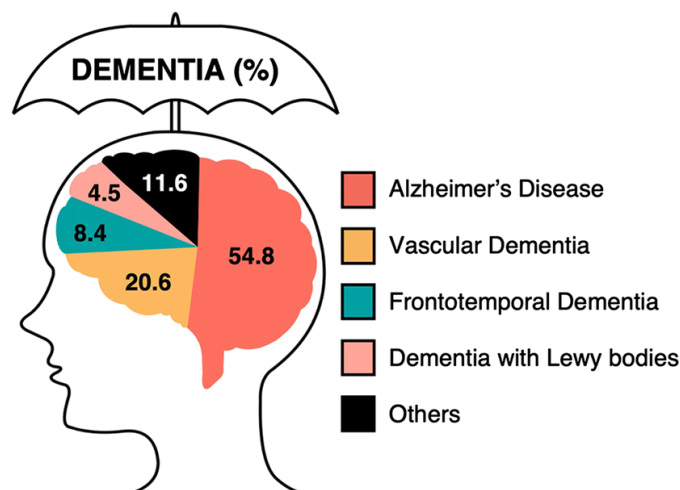 DEMENTIA (%)
11.6
4.5
8.4
54.8
20.6
Alzheimer's Disease
Vascular Dementia
Frontotemporal Dementia
Dementia with Lewy bodies
Others